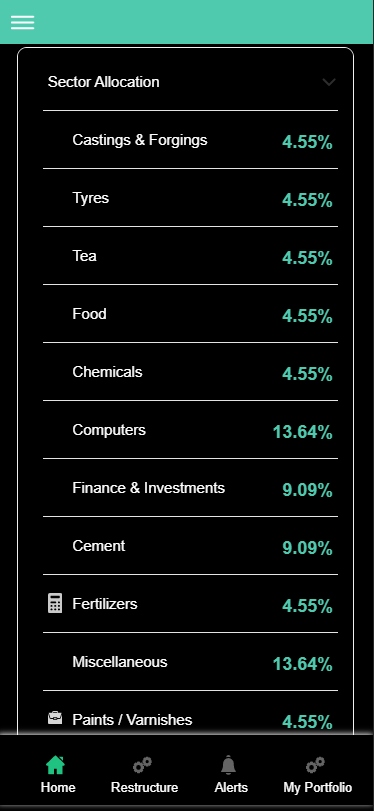 Sector Allocation
Castings & Forgings 4.55%
Tyres 4.55%
Tea 4.55%
Food 4.55%
Chemicals 4.55%
Computers 13.64%
Finance & Investments 9.09%
Cement 9.09%
Fertilizers 4.55%
Miscellaneous 13.64%
Paints / Varnishes 4.55%
Home Restructure Alerts My Portfolio